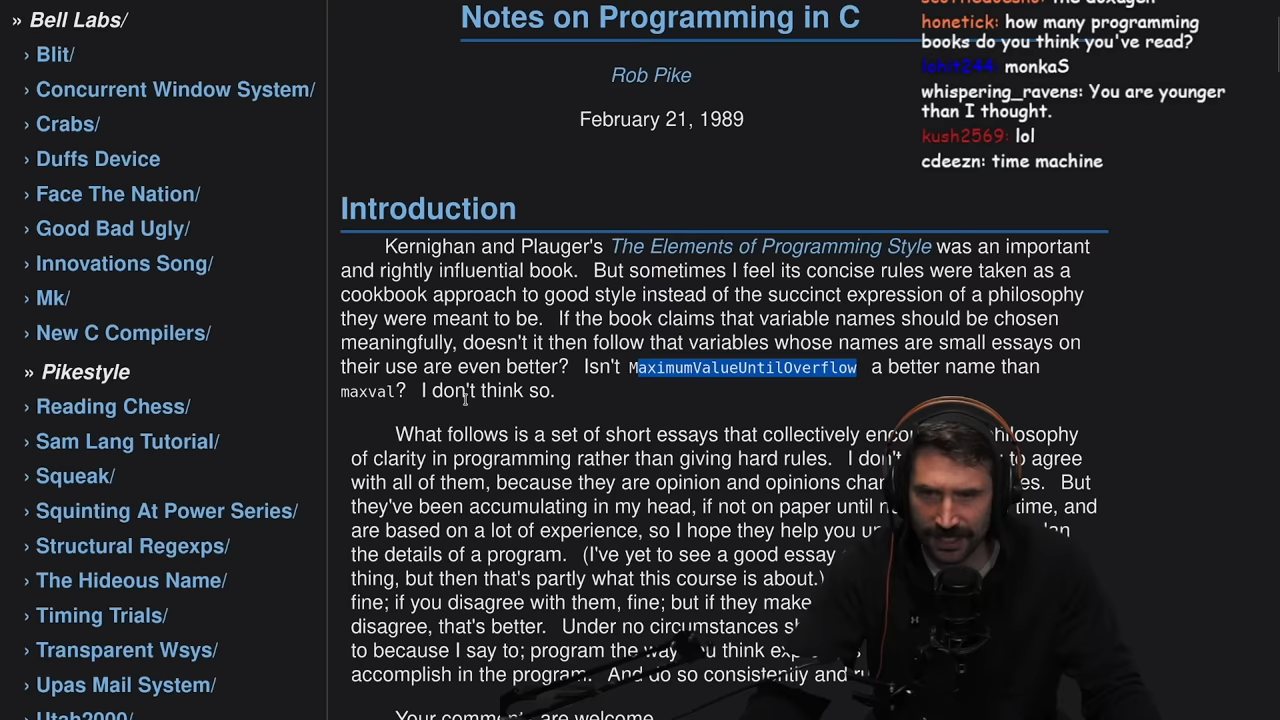 » Bell Labs/
› Blit/
› Concurrent Window System/
› Crabs/
› Duffs Device
› Face The Nation/
› Good Bad Ugly/
› Innovations Song/
› Mk/
› New C Compilers/
» Pikestyle
› Reading Chess/
› Sam Lang Tutorial/
› Squeak/
› Squinting At Power Series/
› Structural Regexps/
› The Hideous Name/
› Timing Trials/
› Transparent Wsys/
› Upas Mail System/
› Utah2000/
Notes on Programming in C
Rob Pike
February 21, 1989
Introduction
Kernighan and Plauger's The Elements of Programming Style was an important
and rightly influential book. But sometimes I feel its concise rules were taken as a
cookbook approach to good style instead of the succinct expression of a philosophy
they were meant to be. If the book claims that variable names should be chosen
meaningfully, doesn't it then follow that variables whose names are small essays on
their use are even better? Isn't MaximumValueUntilOverflow a better name than
maxval? I don't think so.
What follows is a set of short essays that collectively
of clarity in programming rather than giving hard rules. I don't to agree
with all of them, because they are opinion and opinions But
they've been accumulating in my head, if not on paper until time, and
are based on a lot of experience, so I hope they help you
the details of a program. (I've yet to see a good essay
thing, but then that's partly what this course is about.)
fine; if you disagree with them, fine; but if they make
disagree, that's better. Under no circumstances
to because I say to; program the way you think
accomplish in the program. And do so consistently and
Your comments are welcome.
honetick: how many programming
books do you think you've read?
lchit244: monkaS
whispering_ravens: You are younger
than I thought.
kush2569: lol
cdeezn: time machine